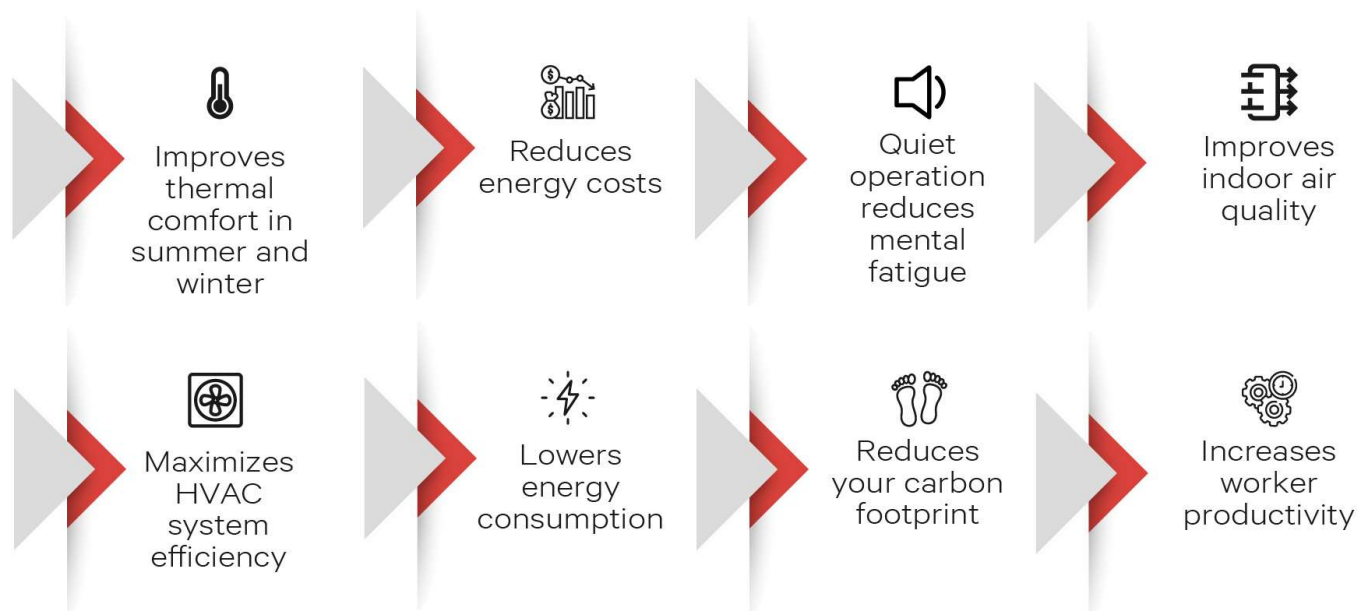 Improves
thermal
comfort in
summer and
winter
Reduces
energy costs
Quiet
operation
reduces
mental
fatigue
Improves
indoor air
quality
Maximizes
HVAC
system
efficiency
Lowers
energy
consumption
Reduces
your carbon
footprint
Increases
worker
productivity